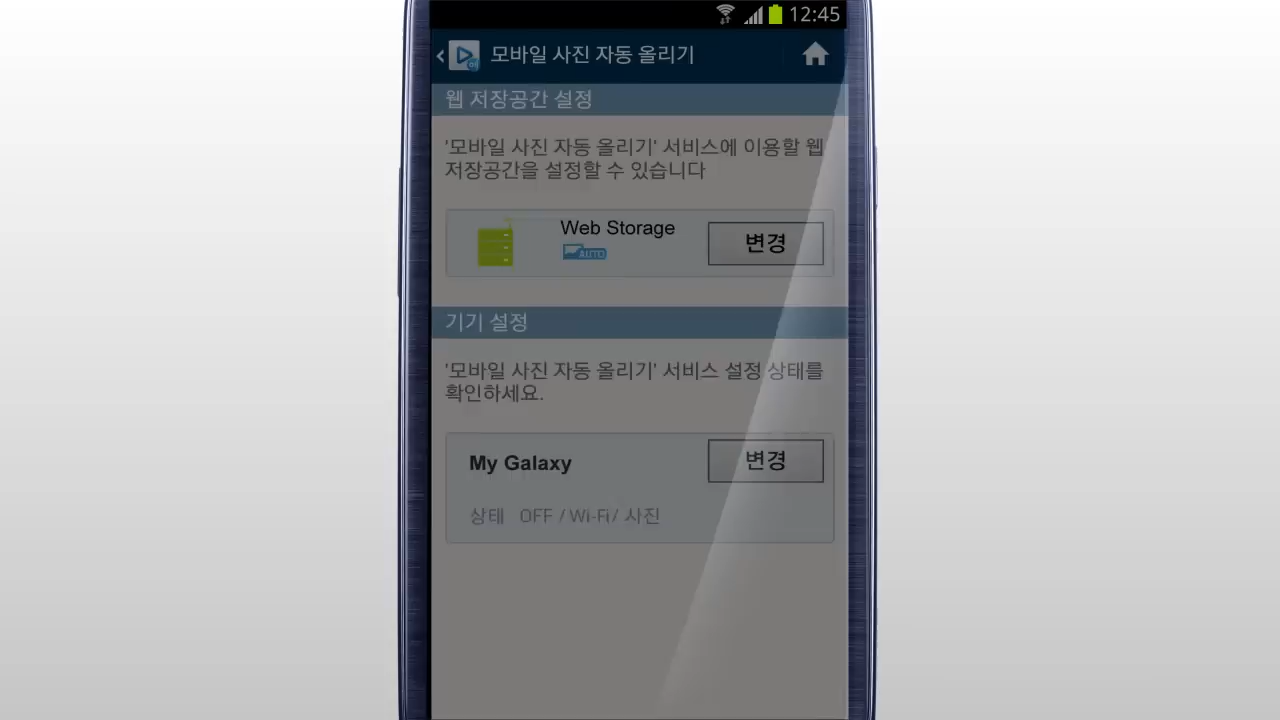 12:45
모바일 사진 자동 올리기
웹 저장공간 설정
'모바일 사진 자동 올리기' 서비스에 이용할 웹
저장공간을 설정할 수 있습니다
Web Storage
변경
AUTO
기기 설정
'모바일 사진 자동 올리기' 서비스 설정 상태를
확인하세요.
My Galaxy
변경
상태 OFF / Wi-Fi / 사진